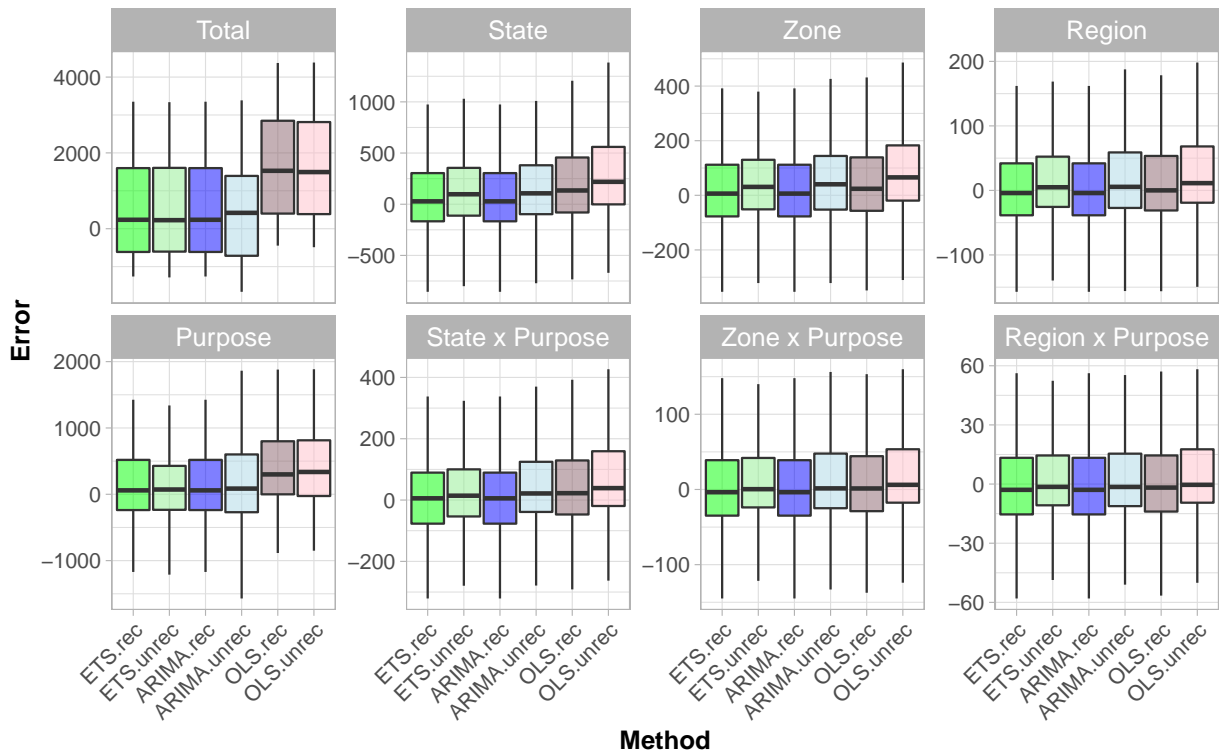 Total
State
Zone
Region
4000
2000
0
1000
500
0
−500
400
200
0
−200
200
100
0
−100
Error
Purpose
State x Purpose
Zone x Purpose
Region x Purpose
2000
1000
0
−1000
400
200
0
−200
100
0
−100
60
30
0
−30
−60
ETS.rec
ETS.unrec
ARIMA.rec
ARIMA.unrec
OLS.rec
OLS.unrec
ETS.rec
ETS.unrec
ARIMA.rec
ARIMA.unrec
OLS.rec
OLS.unrec
ETS.rec
ETS.unrec
ARIMA.rec
ARIMA.unrec
OLS.rec
OLS.unrec
ETS.rec
ETS.unrec
ARIMA.rec
ARIMA.unrec
OLS.rec
OLS.unrec
Method